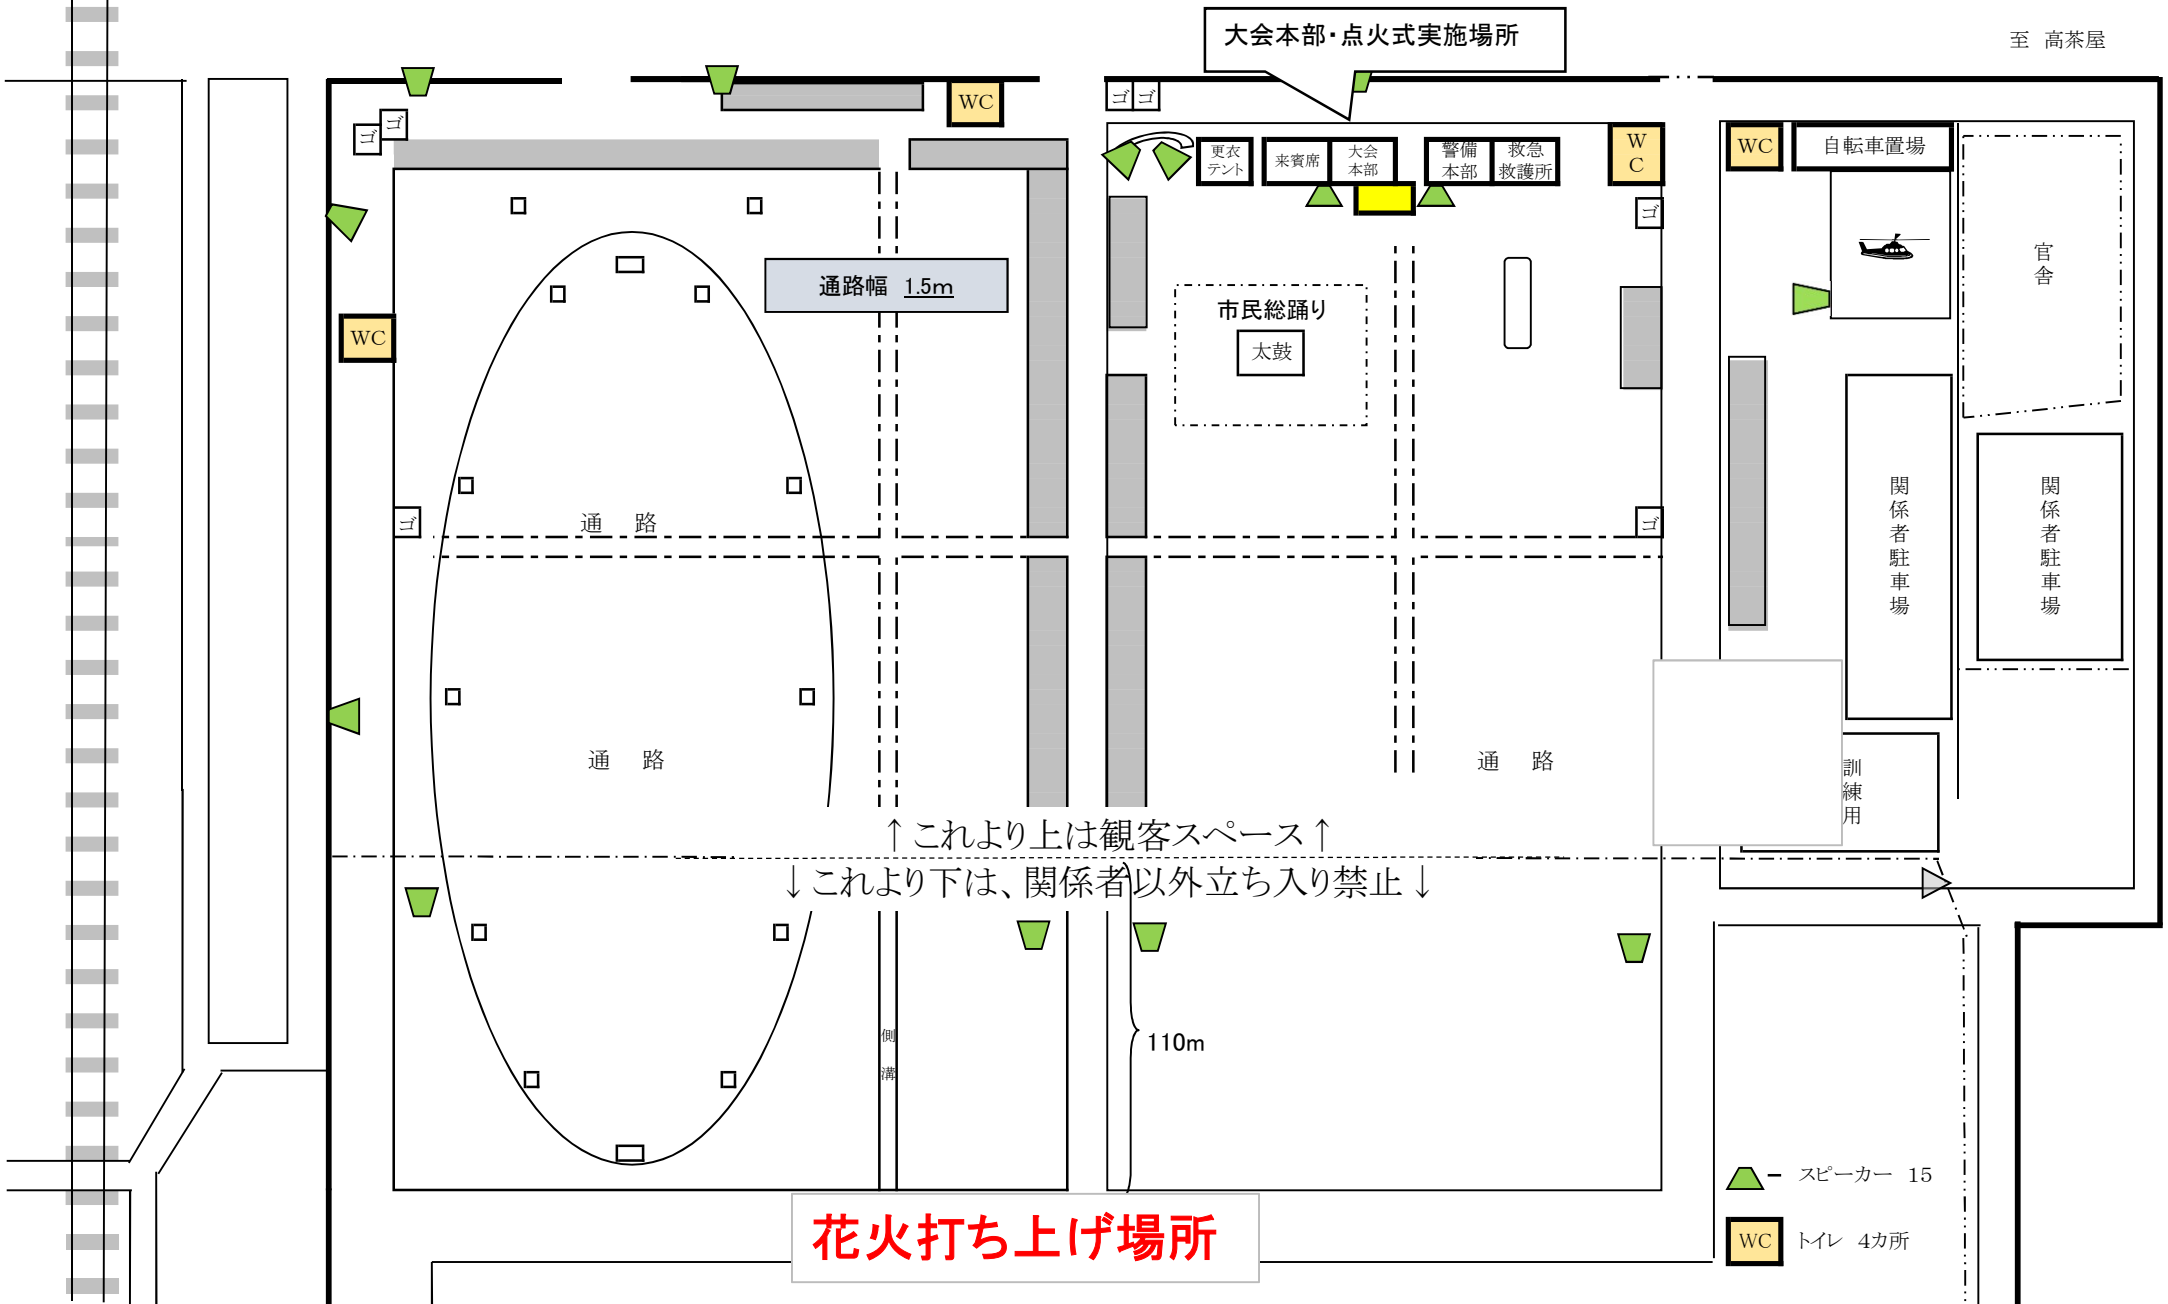 大会本部・点火式実施場所
至 高茶屋
WC
ゴ
ゴ
ゴ
ゴ
更衣
テント
来賓席
大会
本部
警備
本部
救急
救護所
W
C
WC
自転車置場
ゴ
官舎
通路幅 1.5m
市民総踊り
太鼓
WC
ゴ
通 路
ゴ
関係者駐車場
関係者駐車場
通 路
通 路
訓練用
↑これより上は観客スペース↑
↓これより下は、関係者以外立ち入り禁止↓
側溝
110m
スピーカー 15
花火打ち上げ場所
WC
トイレ 4カ所